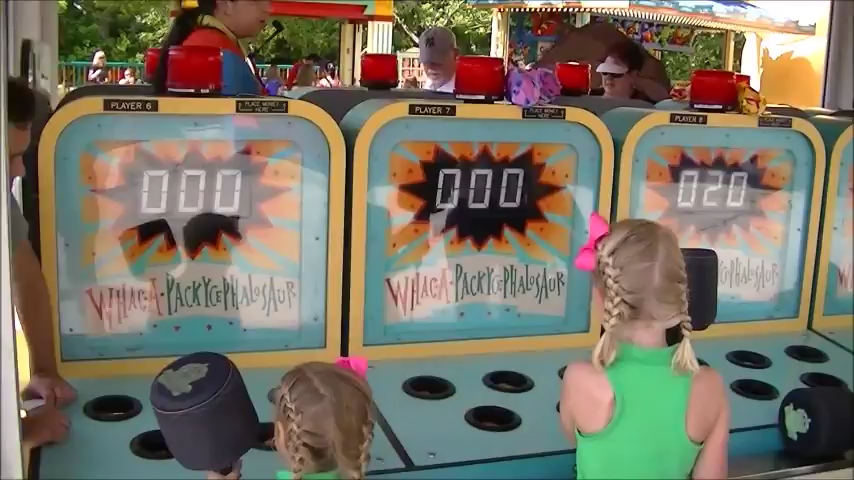 PLAYER 6
PLACE MONEY HERE
000
WHAC-A-PACKYCEPHALOSAUR
PLAYER 7
PLACE MONEY HERE
000
WHAC-A-PACKYCEPHALOSAUR
PLAYER 8
020
CEPHALOSAUR